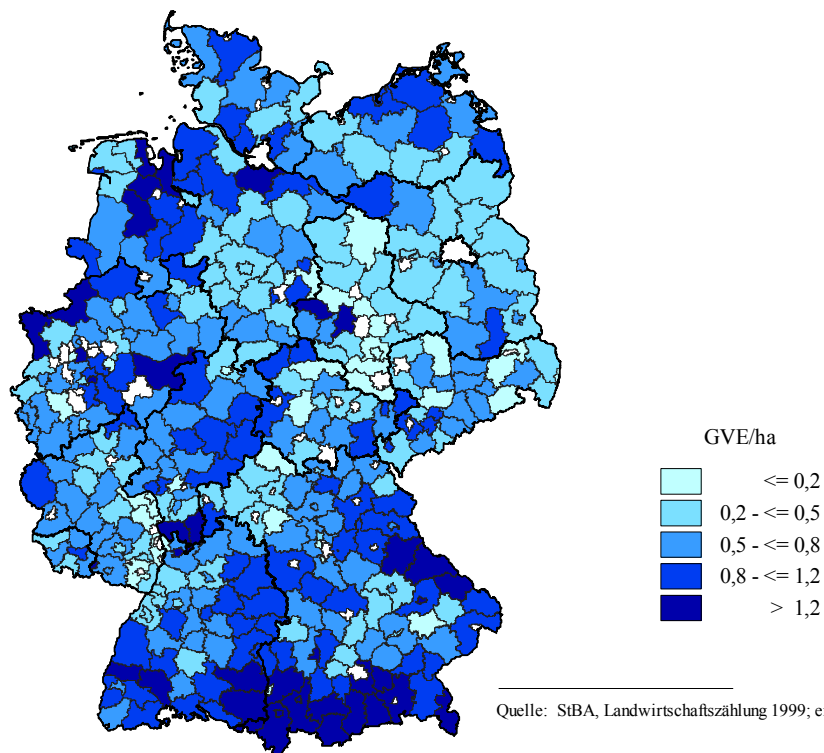 GVE/ha
<= 0,2
0,2 - <= 0,5
0,5 - <= 0,8
0,8 - <= 1,2
> 1,2
Quelle: StBA, Landwirtschaftszählung 1999; e